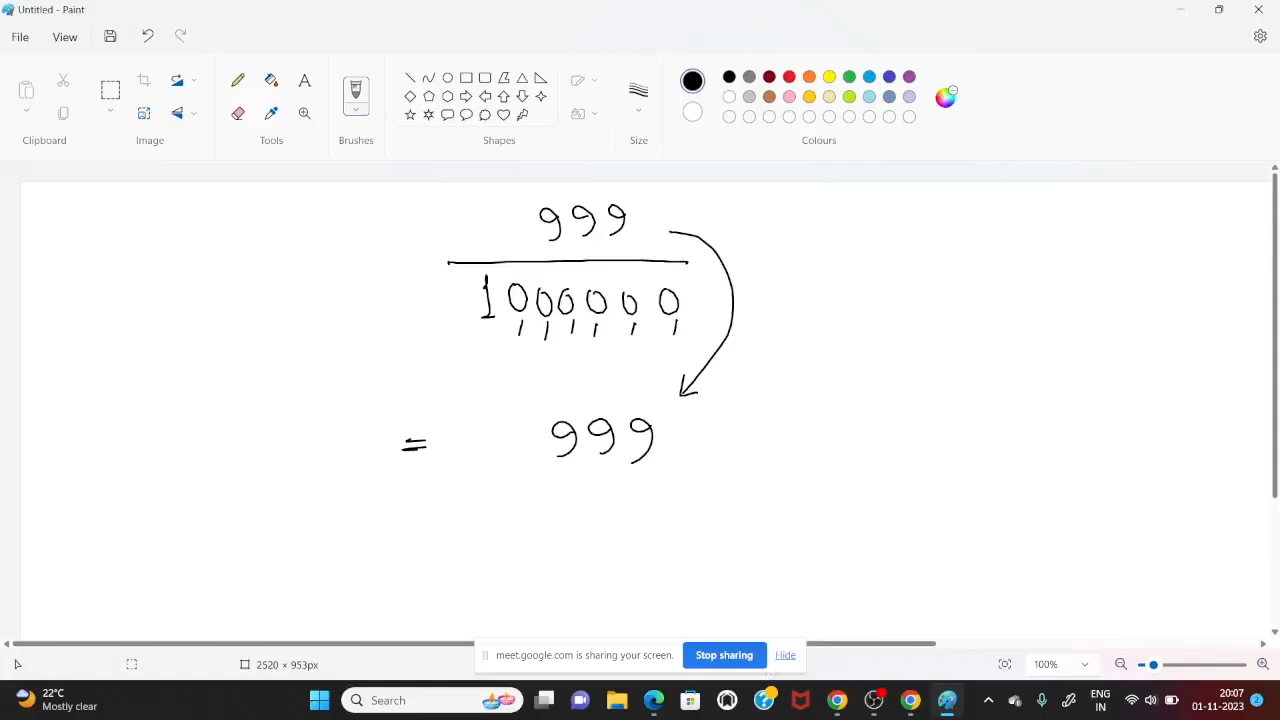 Untitled - Paint
File View
Clipboard Image Tools Brushes Shapes Size Colours
999
1000000
= 999
meet.google.com is sharing your screen. Stop sharing Hide
2520 × 953px 100%
22°C
Mostly clear
Search
ENG
IN
20:07
01-11-2023
2